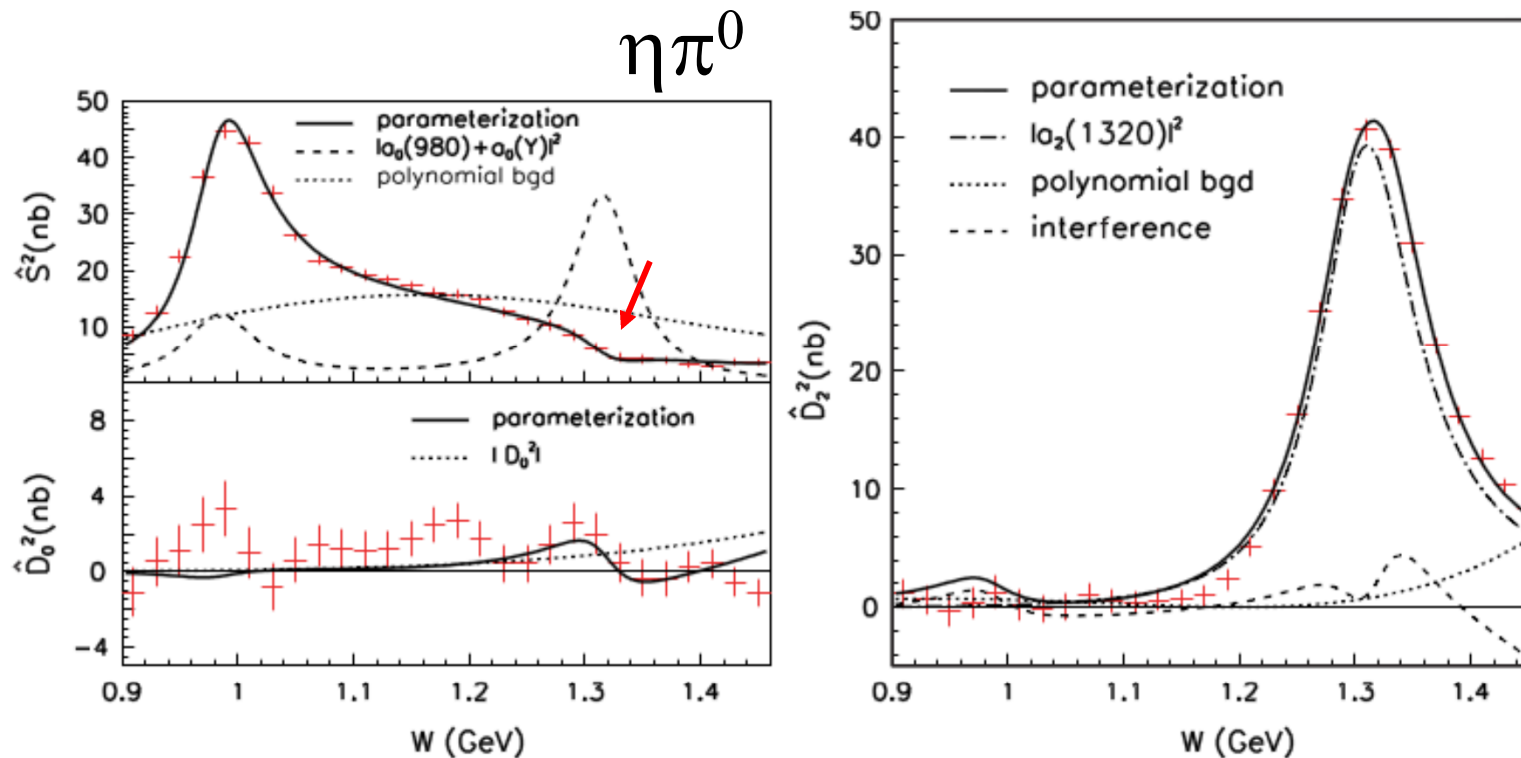 ηπ⁰
50
40
30
20
10
Ŝ²(nb)
parameterization
|a₀(980)+a₀(Y)|²
polynomial bgd
8
4
0
−4
D̂₀²(nb)
parameterization
| D₀²|
0.9 1 1.1 1.2 1.3 1.4
W (GeV)
50
40
30
20
10
0
D̂₂²(nb)
parameterization
|a₂(1320)|²
polynomial bgd
interference
0.9 1 1.1 1.2 1.3 1.4
W (GeV)